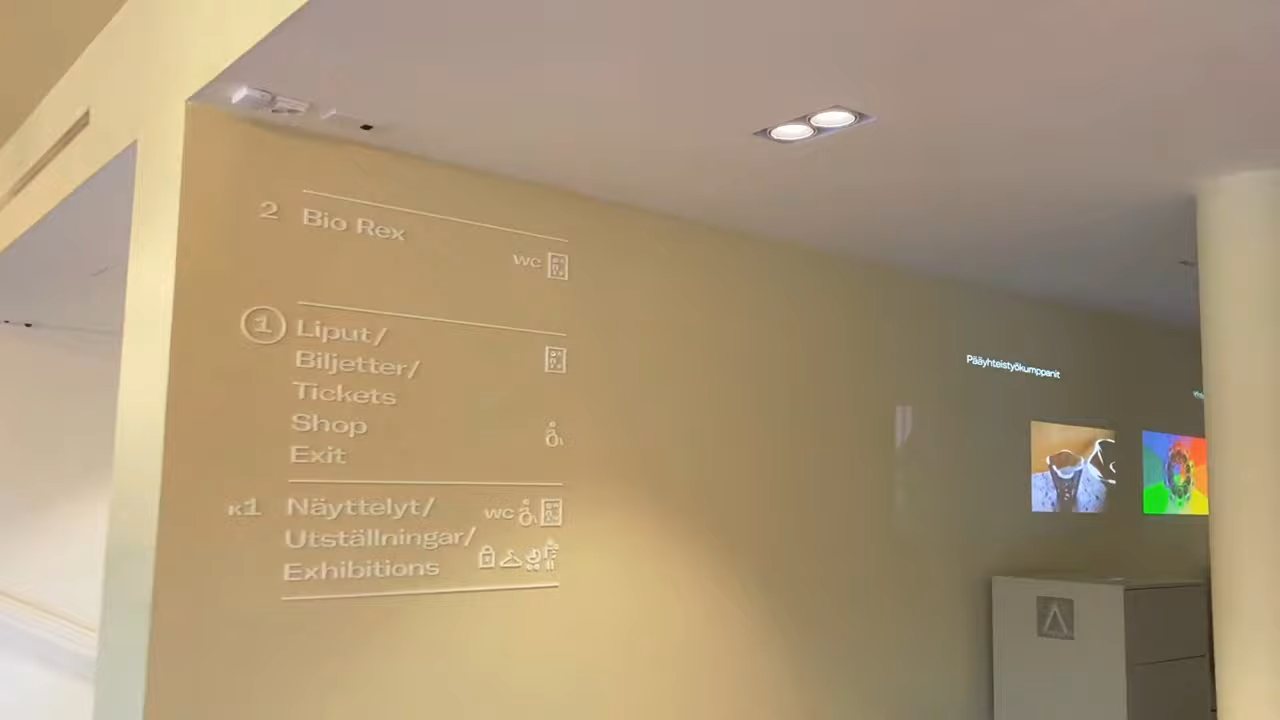 2 Bio Rex
WC
1 Liput/
Biljetter/
Tickets
Shop
Exit
K1 Näyttelyt/
WC
Utställningar/
Exhibitions
Pääyhteistyökumppanit